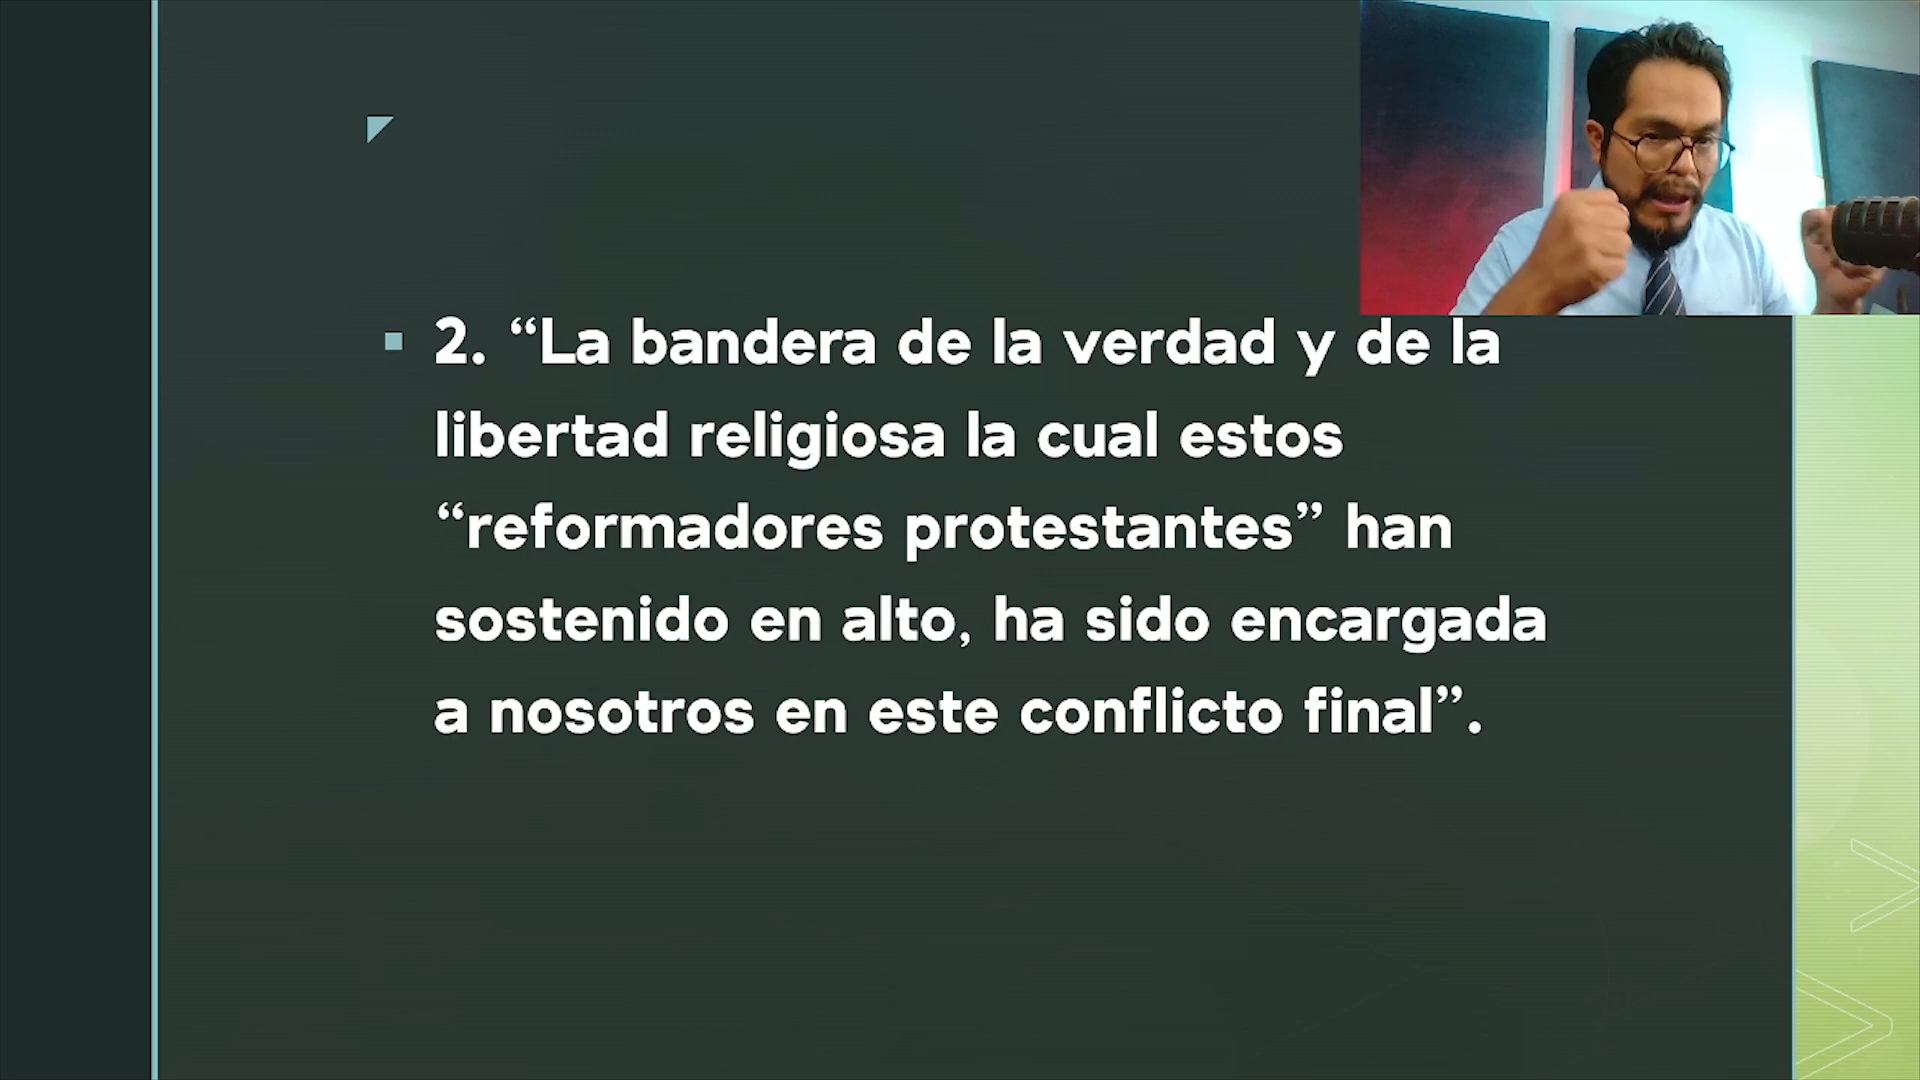 2. “La bandera de la verdad y de la
libertad religiosa la cual estos
“reformadores protestantes” han
sostenido en alto, ha sido encargada
a nosotros en este conflicto final”.